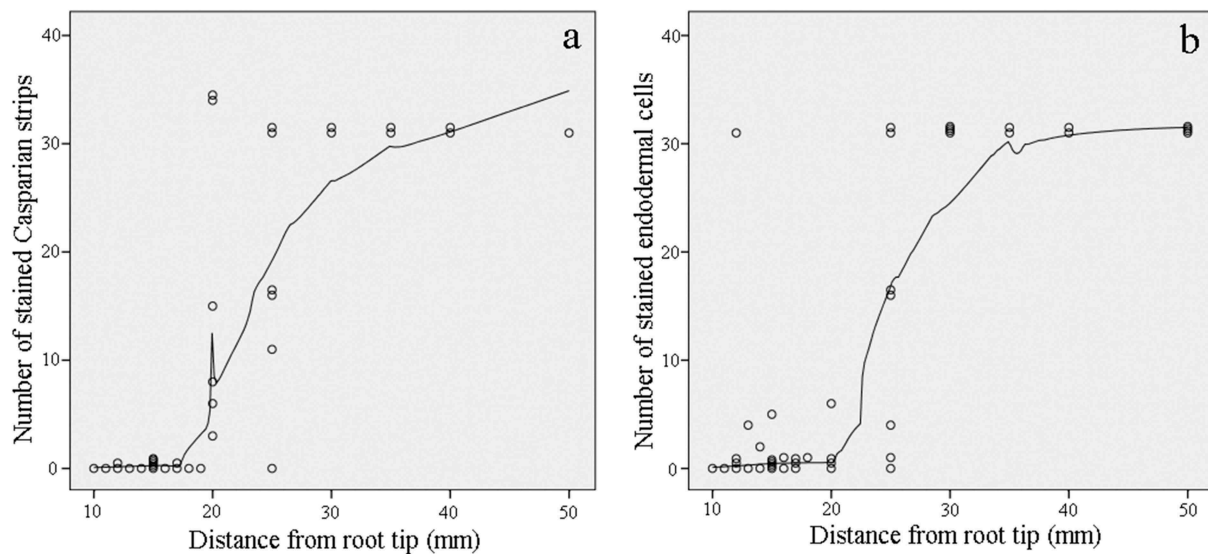 a
Number of stained Casparian strips
40
30
20
10
0
10 20 30 40 50
Distance from root tip (mm)
b
Number of stained endodermal cells
40
30
20
10
0
10 20 30 40 50
Distance from root tip (mm)